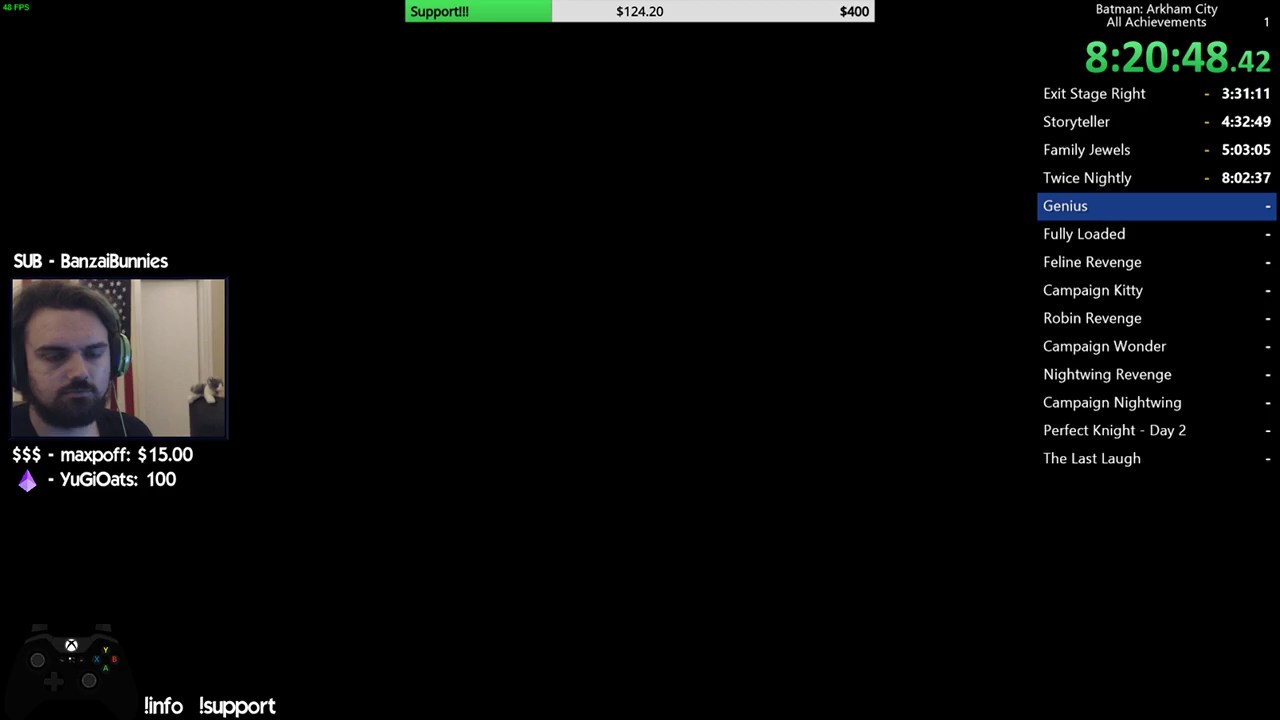 48 FPS
Support!!! $124.20 $400
Batman: Arkham City
All Achievements 1
8:20:48.42
Exit Stage Right - 3:31:11
Storyteller - 4:32:49
Family Jewels - 5:03:05
Twice Nightly - 8:02:37
Genius -
Fully Loaded -
Feline Revenge -
Campaign Kitty -
Robin Revenge -
Campaign Wonder -
Nightwing Revenge -
Campaign Nightwing -
Perfect Knight - Day 2 -
The Last Laugh -
SUB - BanzaiBunnies
$$$ - maxpoff: $15.00
- YuGiOats: 100
Y
X B
A
!info !support